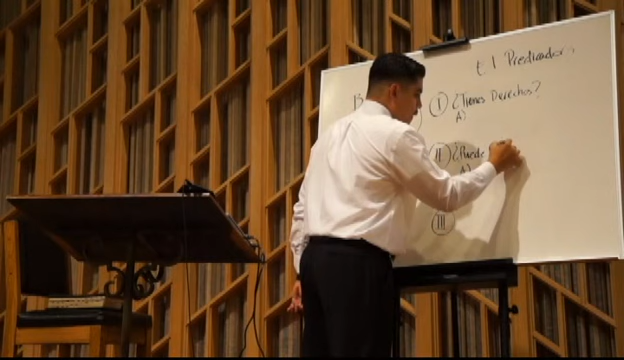 El Predicador
I ¿Tienes Derechos?
A)
II ¿Puede
A)
III